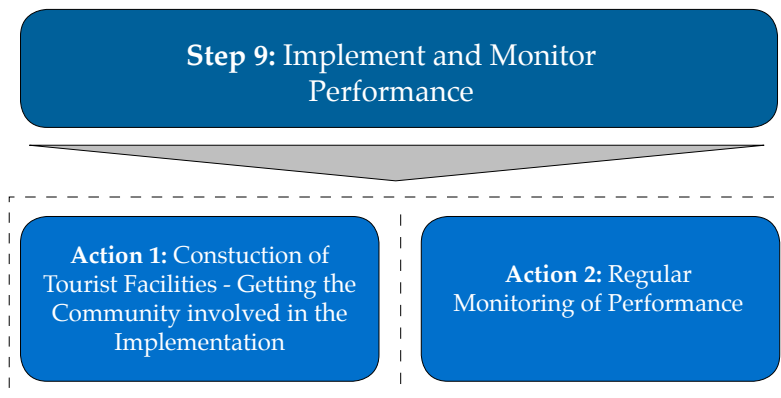 Step 9: Implement and Monitor
Performance
Action 1: Constuction of
Tourist Facilities - Getting the
Community involved in the
Implementation
Action 2: Regular
Monitoring of Performance